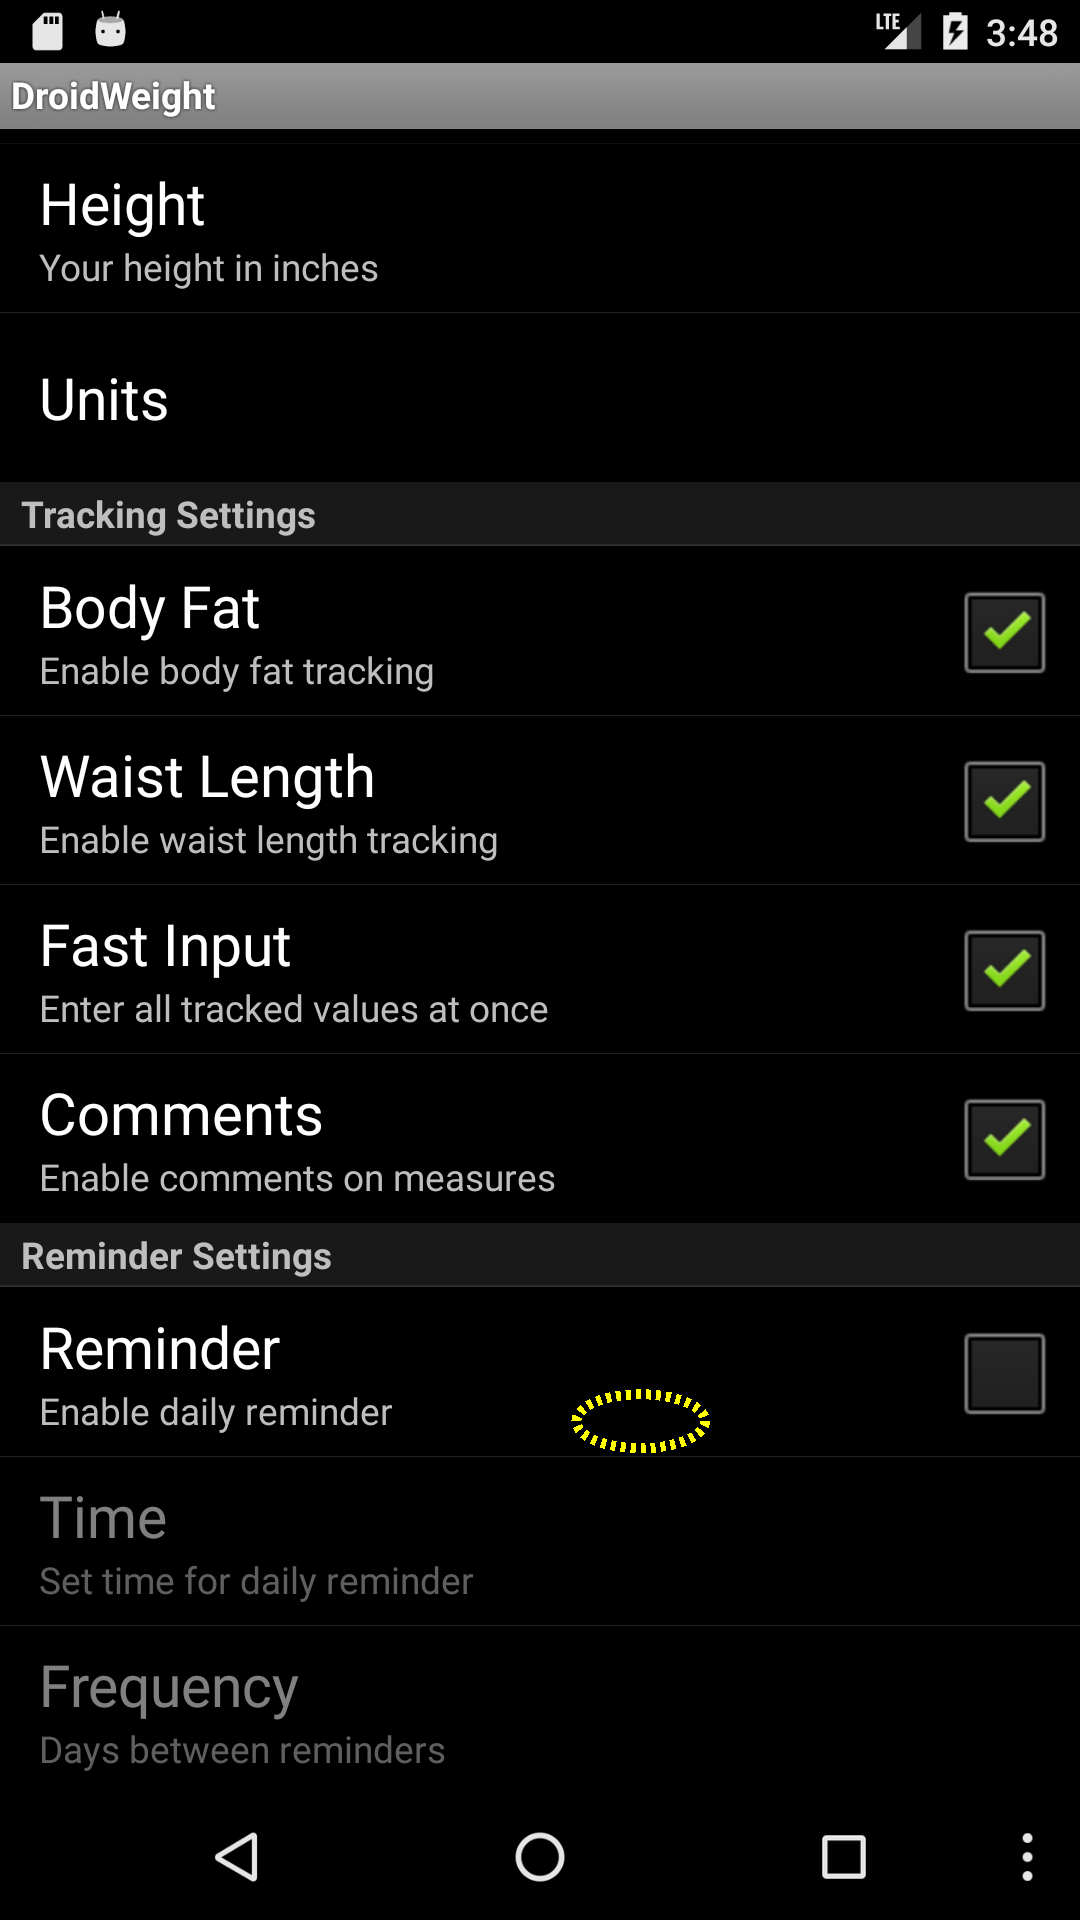 LTE 3:48
DroidWeight
Height
Your height in inches
Units
Tracking Settings
Body Fat
Enable body fat tracking
Waist Length
Enable waist length tracking
Fast Input
Enter all tracked values at once
Comments
Enable comments on measures
Reminder Settings
Reminder
Enable daily reminder
Time
Set time for daily reminder
Frequency
Days between reminders